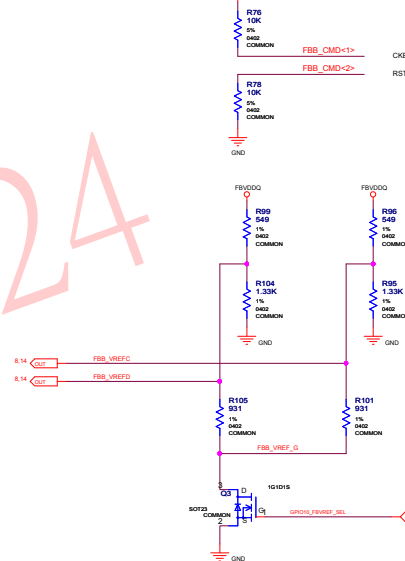 R76
10K
5%
0402
COMMON
FBB_CMD<1>
CKE
FBB_CMD<2>
RST
R78
10K
5%
0402
COMMON
GND
24
FBVDDQ
FBVDDQ
R99
549
1%
0402
COMMON
R96
549
1%
0402
COMMON
R104
1.33K
1%
0402
COMMON
R95
1.33K
1%
0402
COMMON
GND
GND
8,14 OUT FBB_VREFC
8,14 OUT FBB_VREFD
R105
931
1%
0402
COMMON
R101
931
1%
0402
COMMON
FBB_VREF_G
3 D 1G1D1S
Q3
SOT23
COMMON
G 1 GPIO10_FBVREF_SEL
2 S
GND